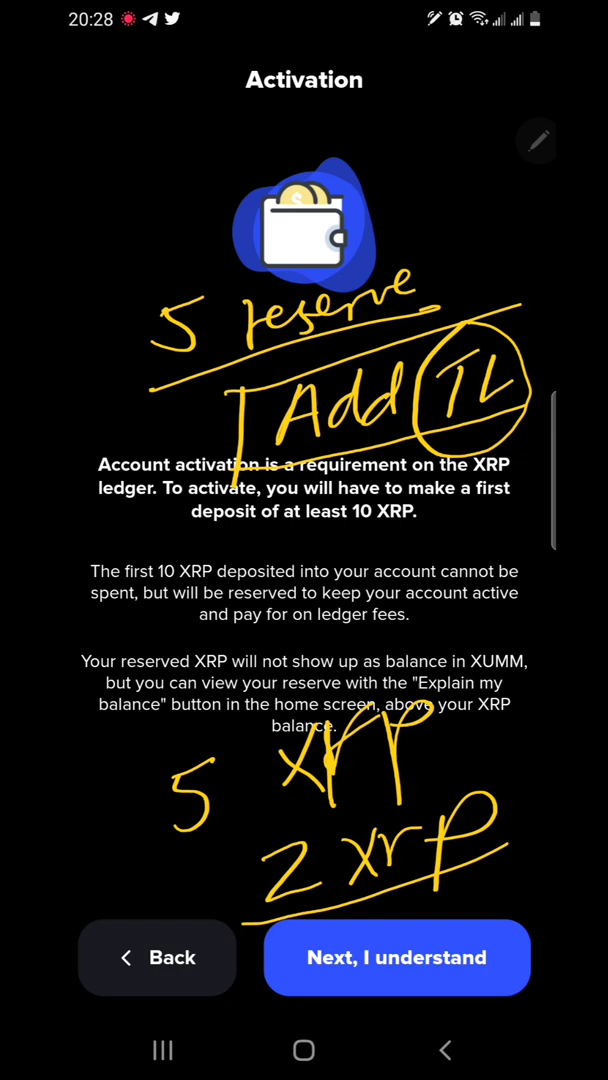 20:28
Activation
5 reserve
Add TL
Account activation is a requirement on the XRP
ledger. To activate, you will have to make a first
deposit of at least 10 XRP.
The first 10 XRP deposited into your account cannot be
spent, but will be reserved to keep your account active
and pay for on ledger fees.
Your reserved XRP will not show up as balance in XUMM,
but you can view your reserve with the "Explain my
balance" button in the home screen, above your XRP
balance.
5 xrp
2 xrp
Back
Next, I understand